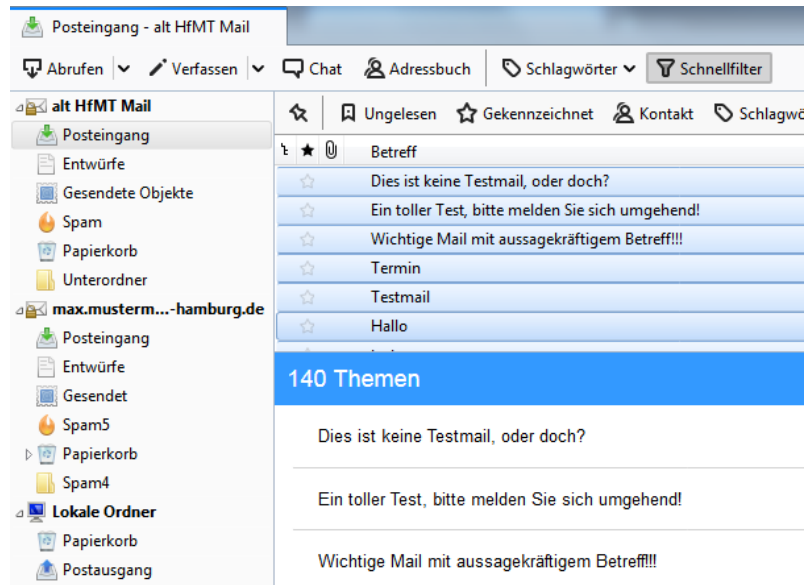 Posteingang - alt HfMT Mail
Abrufen Verfassen Chat Adressbuch Schlagwörter Schnellfilter
alt HfMT Mail
Posteingang
Entwürfe
Gesendete Objekte
Spam
Papierkorb
Unterordner
max.musterm...-hamburg.de
Posteingang
Entwürfe
Gesendet
Spam5
Papierkorb
Spam4
Lokale Ordner
Papierkorb
Postausgang
Ungelesen Gekennzeichnet Kontakt Schlagwö
Betreff
Dies ist keine Testmail, oder doch?
Ein toller Test, bitte melden Sie sich umgehend!
Wichtige Mail mit aussagekräftigem Betreff!!!
Termin
Testmail
Hallo
140 Themen
Dies ist keine Testmail, oder doch?
Ein toller Test, bitte melden Sie sich umgehend!
Wichtige Mail mit aussagekräftigem Betreff!!!